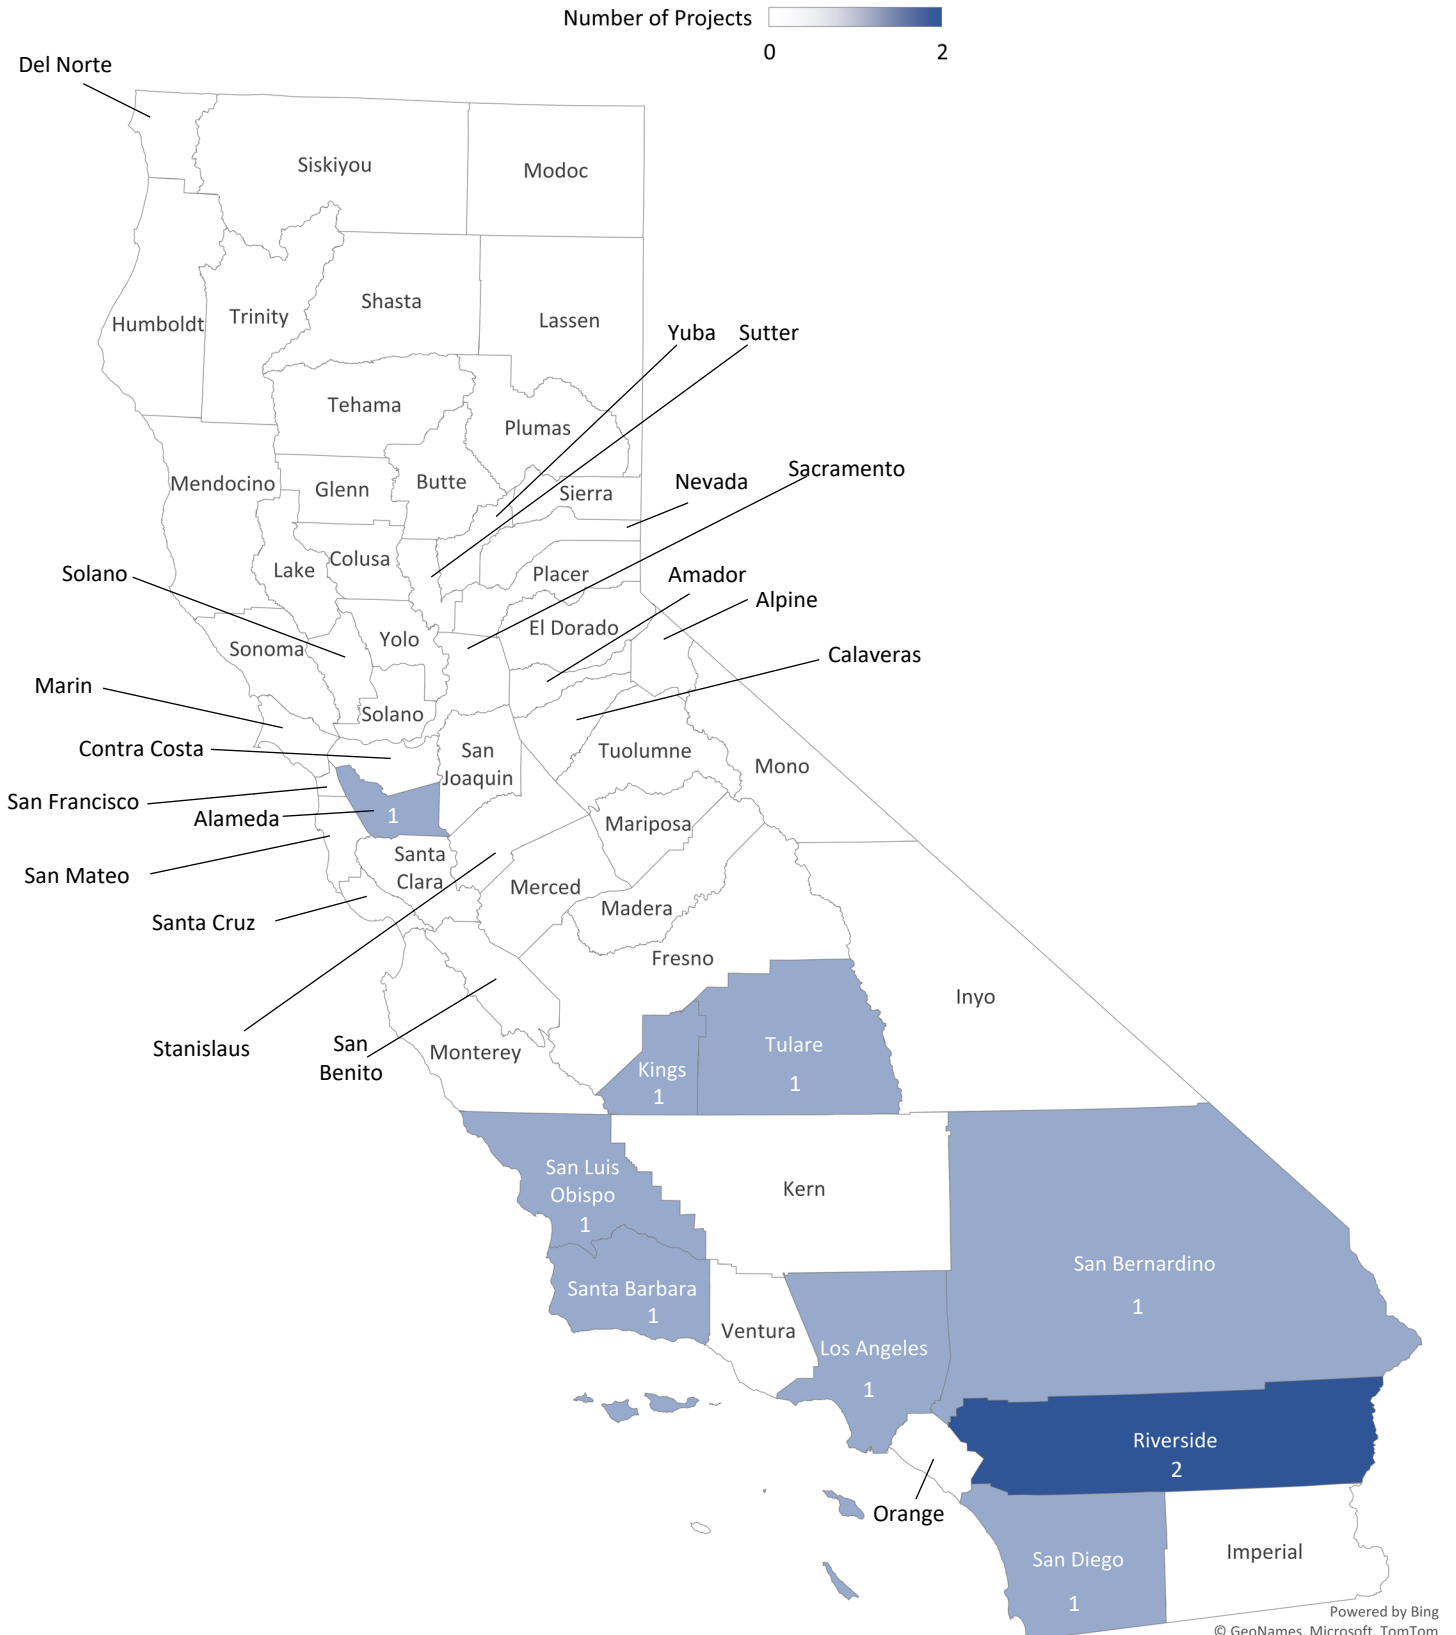 Number of Projects
0
2
Del Norte
Siskiyou
Modoc
Shasta
Trinity
Humboldt
Lassen
Yuba
Sutter
Tehama
Plumas
Sacramento
Nevada
Butte
Mendocino
Glenn
Sierra
Colusa
Lake
Solano
Placer
Amador
Alpine
El Dorado
Yolo
Sonoma
Calaveras
Marin
Solano
Contra Costa
San
Joaquin
Tuolumne
Mono
San Francisco
Alameda
1
Mariposa
Santa
Clara
San Mateo
Merced
Madera
Santa Cruz
Fresno
Inyo
Stanislaus
San
Benito
Monterey
Kings
1
Tulare
1
San Luis
Obispo
1
Kern
San Bernardino
1
Santa Barbara
1
Ventura
Los Angeles
1
Riverside
2
Orange
San Diego
1
Imperial
Powered by Bing
© GeoNames, Microsoft, TomTom